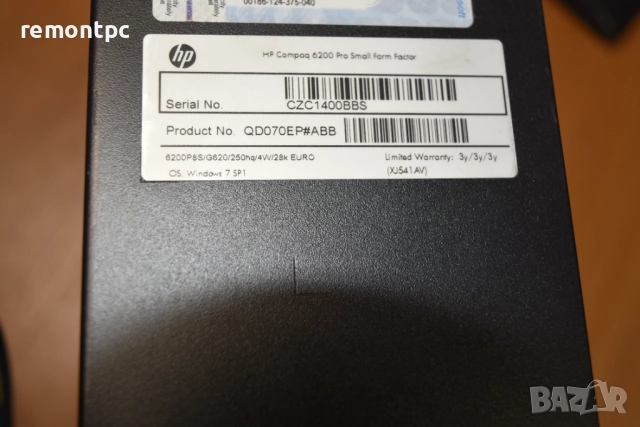 00186-124-375-040
remontpc
hp
HP Compaq 6200 Pro Small Form Factor
Serial No. CZC1400BBS
Product No. QD070EP#ABB
6200P8S/G620/250hq/4W/28k EURO Limited Warranty: 3y/3y/3y
OS: Windows 7 SP1 (XJ541AV)
BAZAR